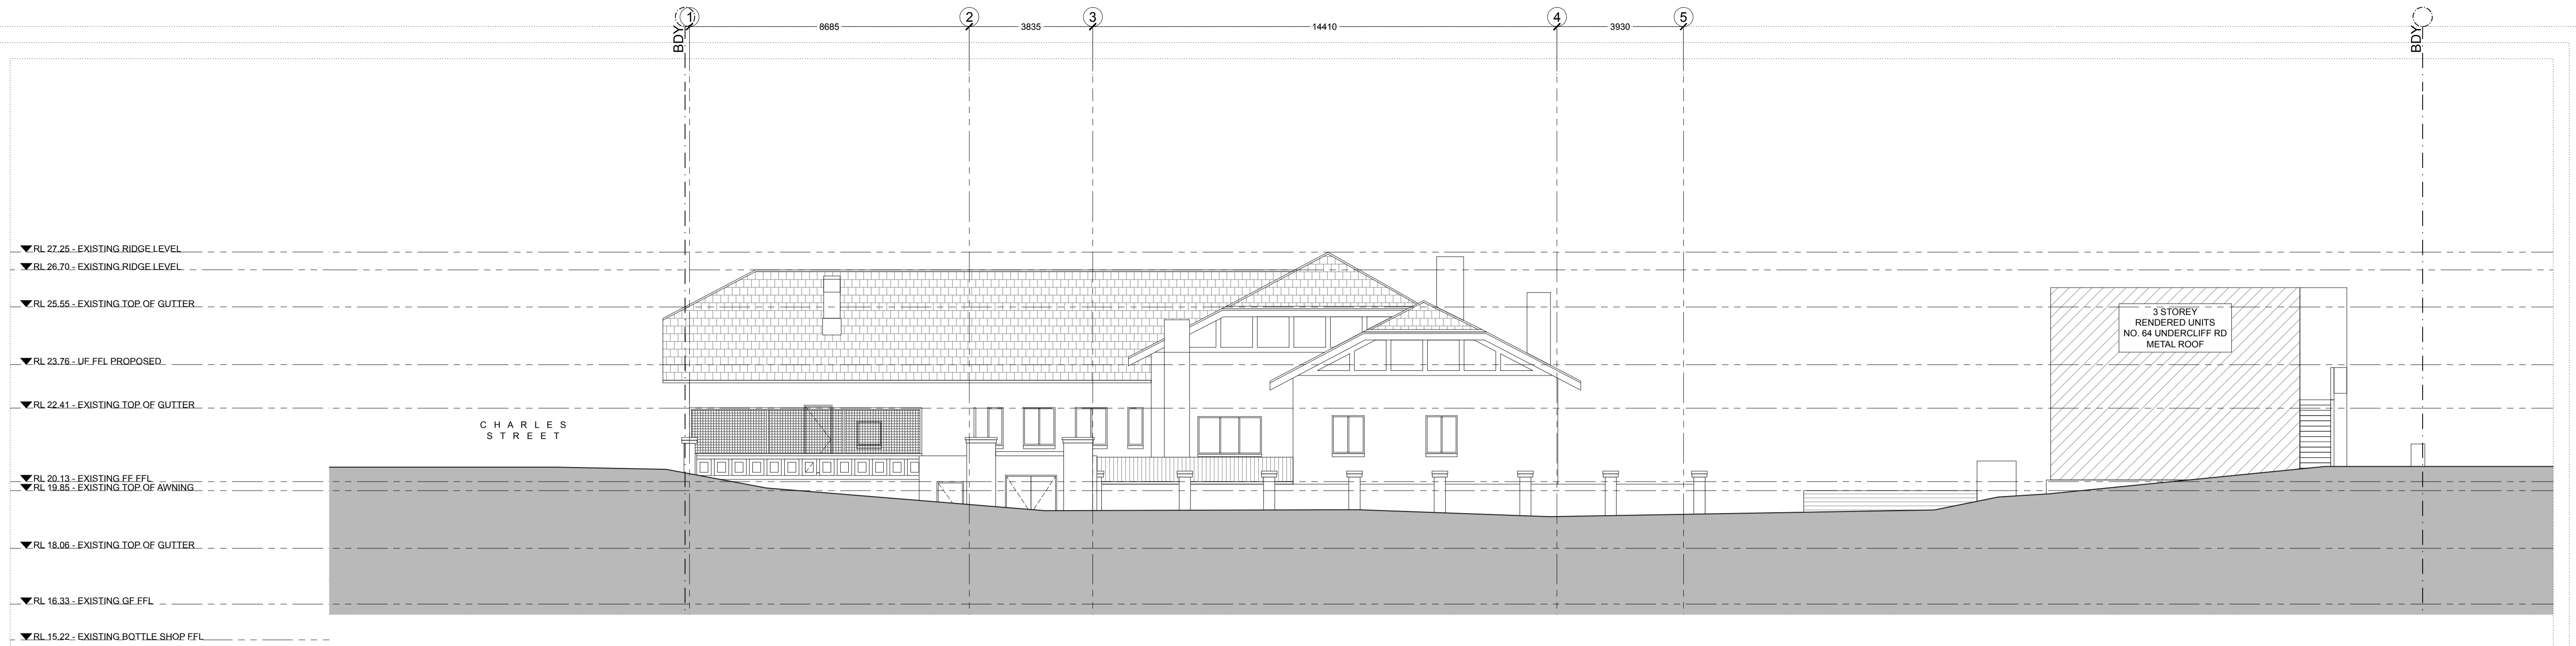 1
2
3
4
5
BDY
8685
3835
14410
3930
BDY
RL 27.25 - EXISTING RIDGE LEVEL
RL 26.70 - EXISTING RIDGE LEVEL
RL 25.55 - EXISTING TOP OF GUTTER
3 STOREY
RENDERED UNITS
NO. 64 UNDERCLIFF RD
METAL ROOF
RL 23.76 - UF FFL PROPOSED
RL 22.41 - EXISTING TOP OF GUTTER
CHARLES
STREET
RL 20.13 - EXISTING FF FFL
RL 19.85 - EXISTING TOP OF AWNING
RL 18.06 - EXISTING TOP OF GUTTER
RL 16.33 - EXISTING GF FFL
RL 15.22 - EXISTING BOTTLE SHOP FFL